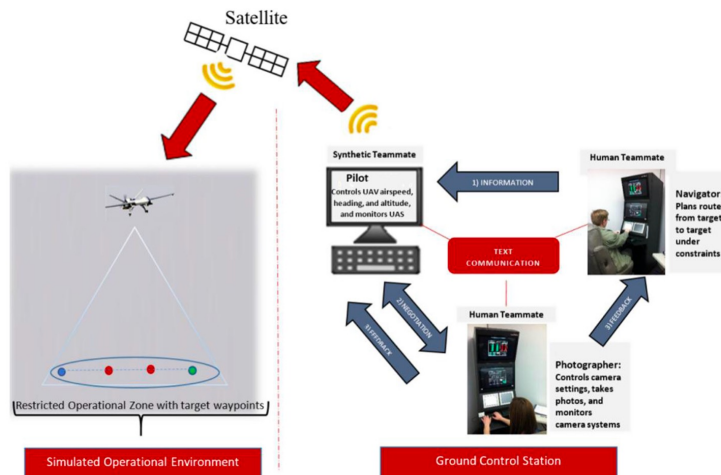 Satellite
Synthetic Teammate
Pilot
Controls UAV airspeed,
heading, and altitude,
and monitors UAS
1) INFORMATION
Human Teammate
Navigator:
Plans route
from target
to target
under
constraints
TEXT
COMMUNICATION
3) FEEDBACK
2) NEGOTIATION
Human Teammate
3) FEEDBACK
Photographer:
Controls camera
settings, takes
photos, and
monitors
camera systems
Restricted Operational Zone with target waypoints
Simulated Operational Environment
Ground Control Station